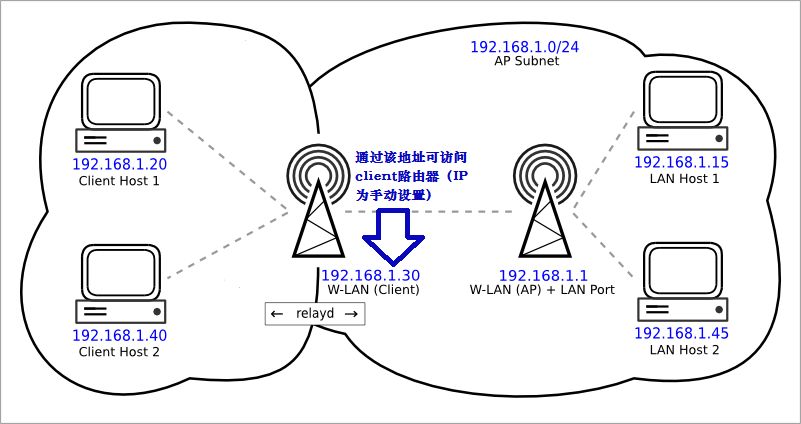 192.168.1.0/24
AP Subnet
192.168.1.20
Client Host 1
通过该地址可访问
client路由器（IP
为手动设置）
192.168.1.15
LAN Host 1
192.168.1.30
W-LAN (Client)
192.168.1.1
W-LAN (AP) + LAN Port
← relayd →
192.168.1.40
Client Host 2
192.168.1.45
LAN Host 2